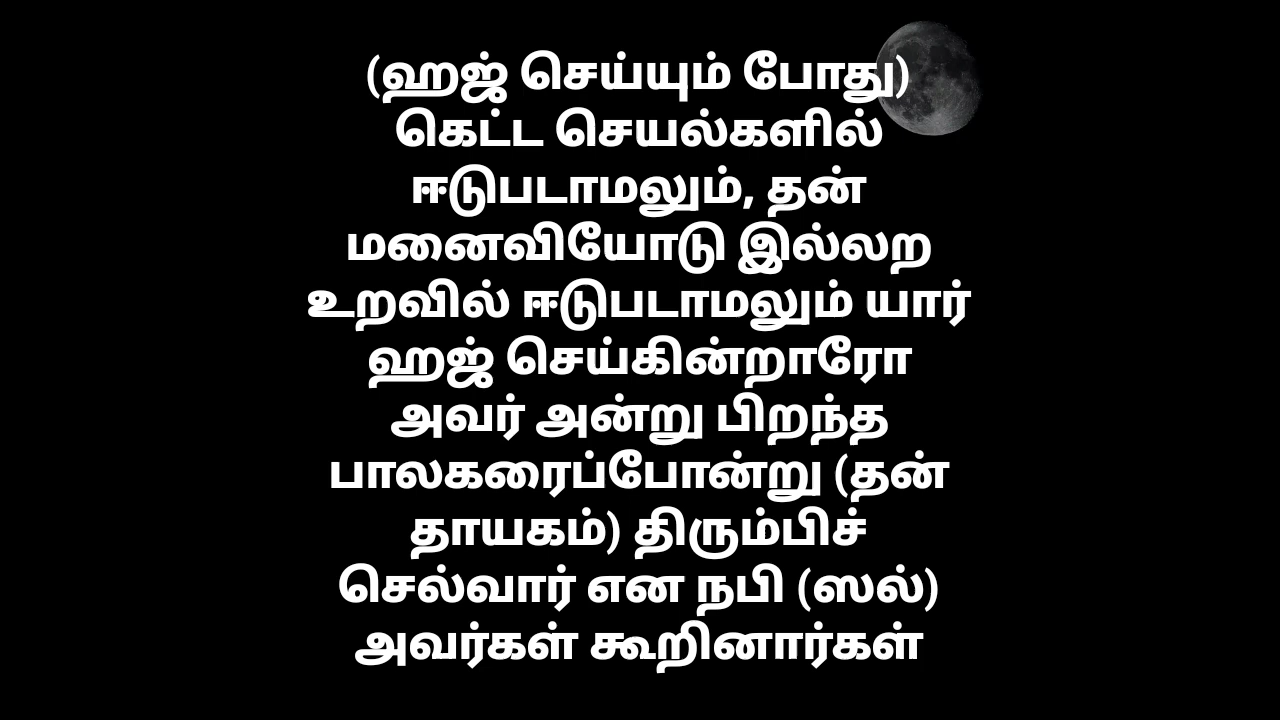 (ஹஜ் செய்யும் போது)
கெட்ட செயல்களில்
ஈடுபடாமலும், தன்
மனைவியோடு இல்லற
உறவில் ஈடுபடாமலும் யார்
ஹஜ் செய்கின்றாரோ
அவர் அன்று பிறந்த
பாலகரைப்போன்று (தன்
தாயகம்) திரும்பிச்
செல்வார் என நபி (ஸல்)
அவர்கள் கூறினார்கள்